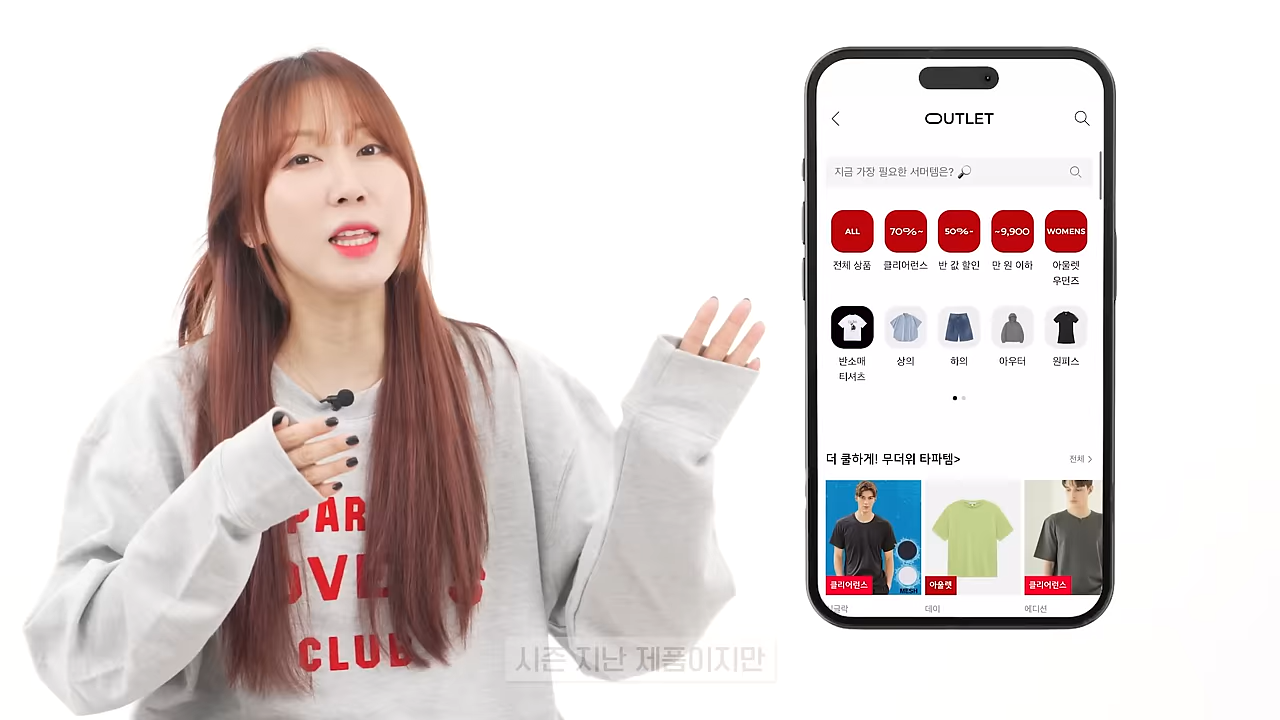 PAR
OVE S
CLUB
시즌 지난 제품이지만
OUTLET
지금 가장 필요한 서머템은?
ALL
70%~
50%~
~9,900
WOMENS
전체 상품
클리어런스
반 값 할인
만 원 이하
아울렛
우먼즈
반소매
티셔츠
상의
하의
아우터
원피스
더 쿨하게! 무더위 타파템>
전체 >
MESH
클리어런스
아울렛
클리어런스
데이
에디션